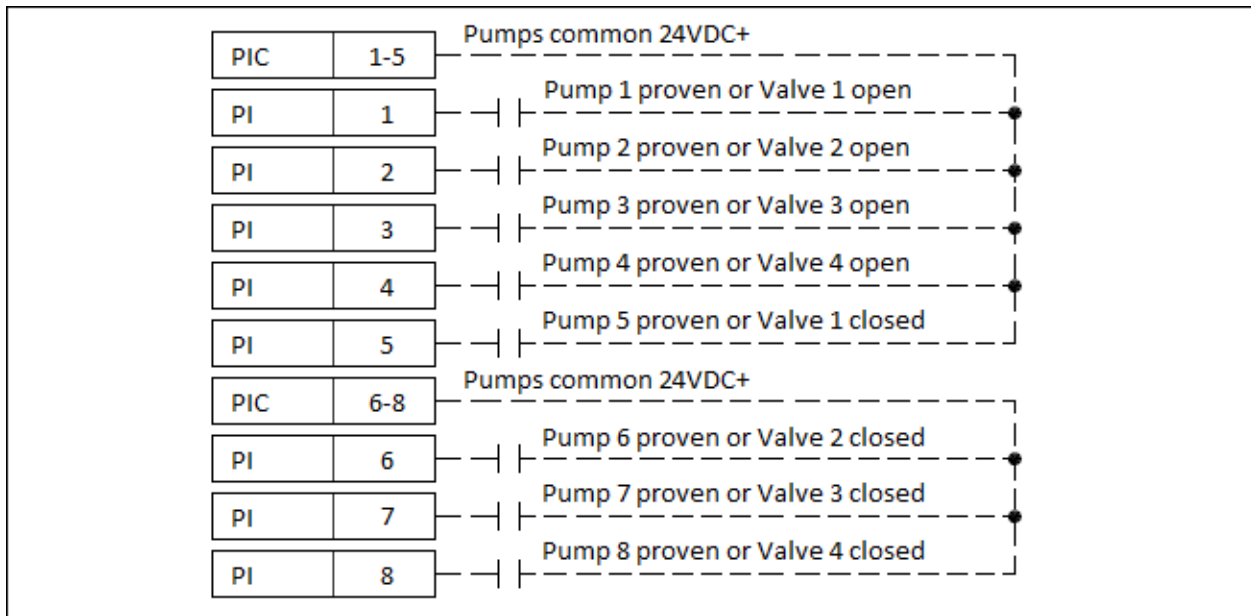 Pumps common 24VDC+
PIC 1-5
Pump 1 proven or Valve 1 open
PI 1
Pump 2 proven or Valve 2 open
PI 2
Pump 3 proven or Valve 3 open
PI 3
Pump 4 proven or Valve 4 open
PI 4
Pump 5 proven or Valve 1 closed
PI 5
Pumps common 24VDC+
PIC 6-8
Pump 6 proven or Valve 2 closed
PI 6
Pump 7 proven or Valve 3 closed
PI 7
Pump 8 proven or Valve 4 closed
PI 8